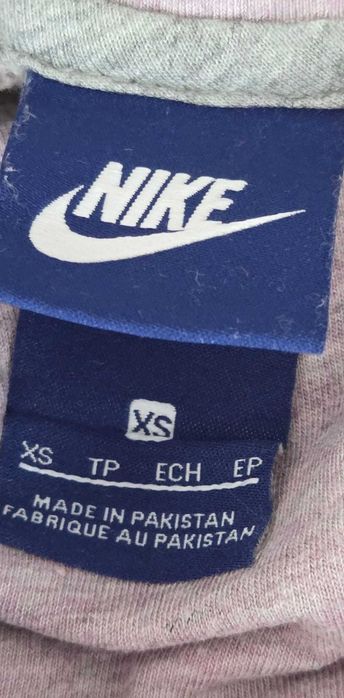 NIKE
XS
XS TP ECH EP
MADE IN PAKISTAN
FABRIQUE AU PAKISTAN